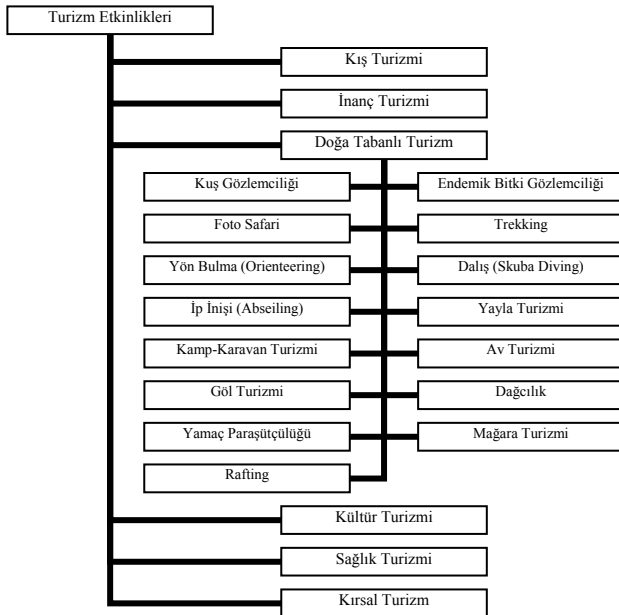 Turizm Etkinlikleri
Kış Turizmi
İnanç Turizmi
Doğa Tabanlı Turizm
Kuş Gözlemciliği
Endemik Bitki Gözlemciliği
Foto Safari
Trekking
Yön Bulma (Orienteering)
Dalış (Skuba Diving)
İp İnişi (Abseiling)
Yayla Turizmi
Kamp-Karavan Turizmi
Av Turizmi
Göl Turizmi
Dağcılık
Yamaç Paraşütçülüğü
Mağara Turizmi
Rafting
Kültür Turizmi
Sağlık Turizmi
Kırsal Turizm